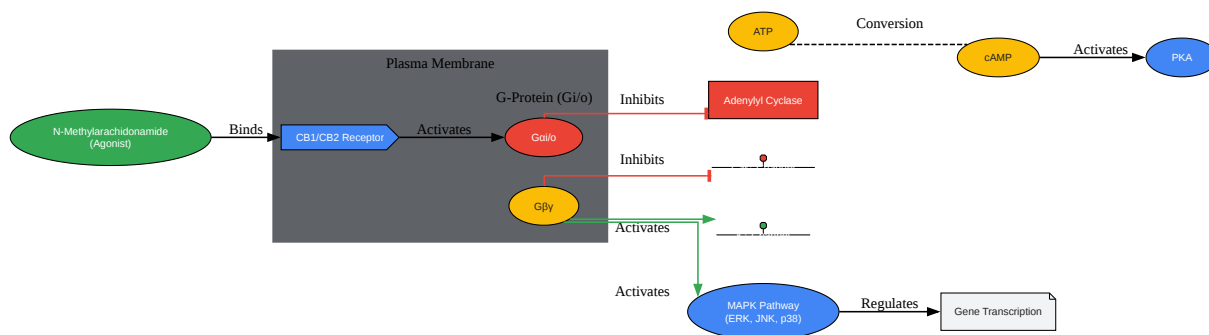 ATP
Conversion
cAMP
Activates
PKA
Plasma Membrane
G-Protein (Gi/o)
Inhibits
Adenylyl Cyclase
N-Methylarachidonamide
(Agonist)
Binds
CB1/CB2 Receptor
Activates
Gαi/o
Inhibits
Gβγ
Activates
Activates
MAPK Pathway
(ERK, JNK, p38)
Regulates
Gene Transcription